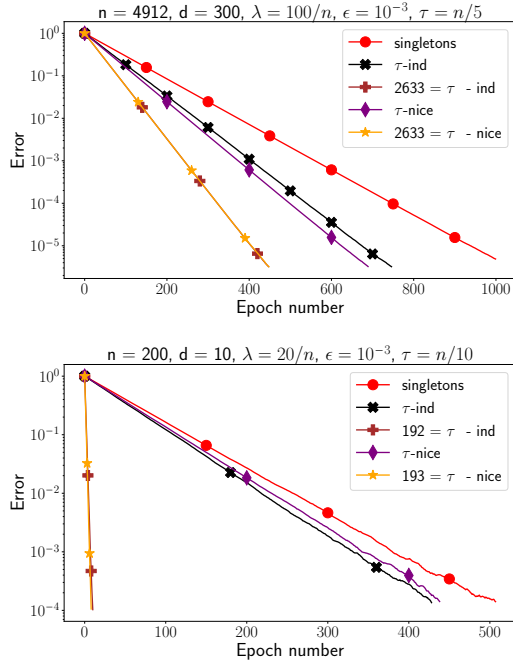 n = 4912, d = 300, λ = 100/n, ϵ = 10⁻³, τ = n/5
Error
10⁰
10⁻¹
10⁻²
10⁻³
10⁻⁴
10⁻⁵
singletons
τ-ind
2633 = τ - ind
τ-nice
2633 = τ - nice
0 200 400 600 800 1000
Epoch number
n = 200, d = 10, λ = 20/n, ϵ = 10⁻³, τ = n/10
Error
10⁰
10⁻¹
10⁻²
10⁻³
10⁻⁴
singletons
τ-ind
192 = τ - ind
τ-nice
193 = τ - nice
0 100 200 300 400 500
Epoch number